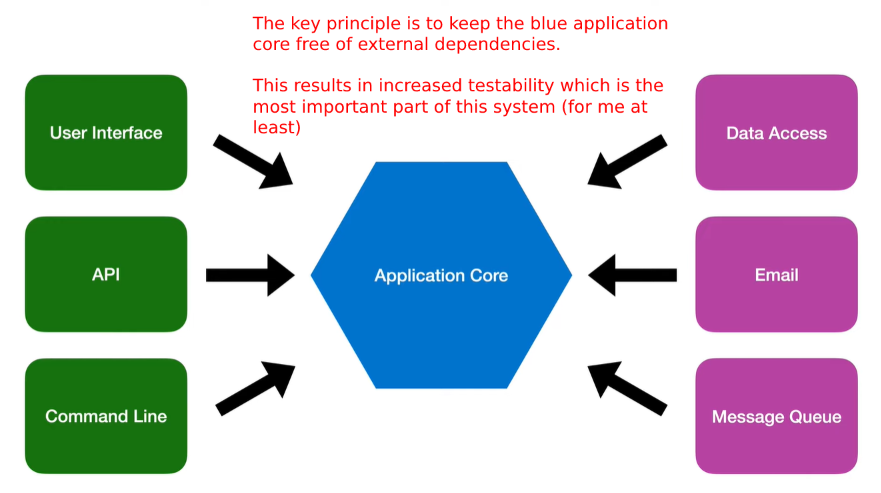 The key principle is to keep the blue application
core free of external dependencies.
This results in increased testability which is the
most important part of this system (for me at
least)
User Interface
Data Access
API
Application Core
Email
Command Line
Message Queue